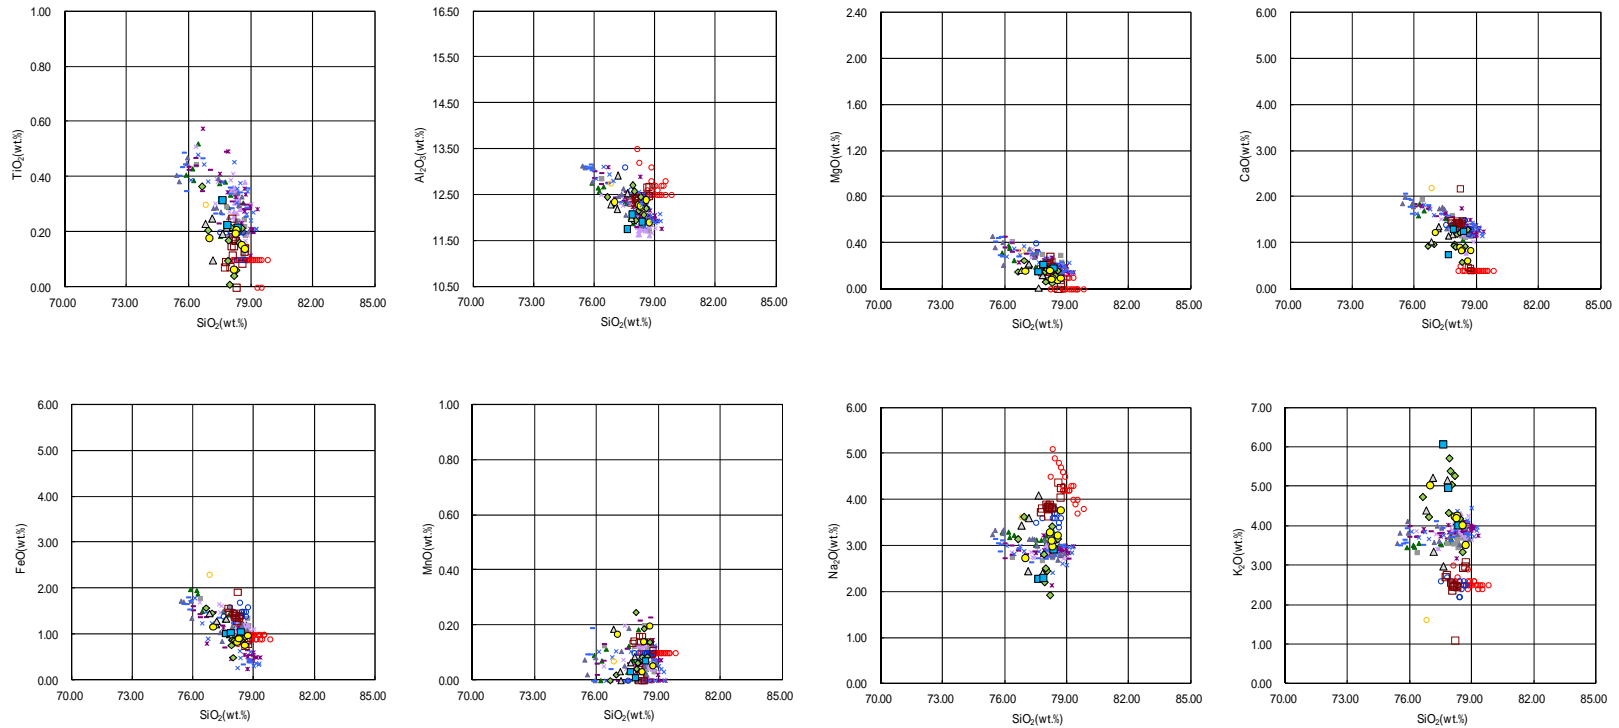 1.00 16.50 2.40 6.00
0.80 15.50 2.00 5.00
0.60 14.50 1.60 4.00
TiO2(wt.%) Al2O3(wt.%) MgO(wt.%) CaO(wt.%)
0.40 13.50 1.20 3.00
12.50 0.80 2.00
0.20 11.50 0.40 1.00
0.00 10.50 0.00 0.00
70.00 73.00 76.00 79.00 82.00 85.00 70.00 73.00 76.00 79.00 82.00 85.00 70.00 73.00 76.00 79.00 82.00 85.00 70.00 73.00 76.00 79.00 82.00 85.00
SiO2(wt.%) SiO2(wt.%) SiO2(wt.%) SiO2(wt.%)
6.00 1.00 6.00 7.00
5.00 0.80 5.00 6.00
4.00 0.60 4.00 5.00
FeO(wt.%) MnO(wt.%) Na2O(wt.%) K2O(wt.%)
3.00 0.40 3.00 4.00
2.00 0.20 2.00 3.00
1.00 1.00 2.00
1.00
0.00 0.00 0.00 0.00
70.00 73.00 76.00 79.00 82.00 85.00 70.00 73.00 76.00 79.00 82.00 85.00 70.00 73.00 76.00 79.00 82.00 85.00 70.00 73.00 76.00 79.00 82.00 85.00
SiO2(wt.%) SiO2(wt.%) SiO2(wt.%) SiO2(wt.%)